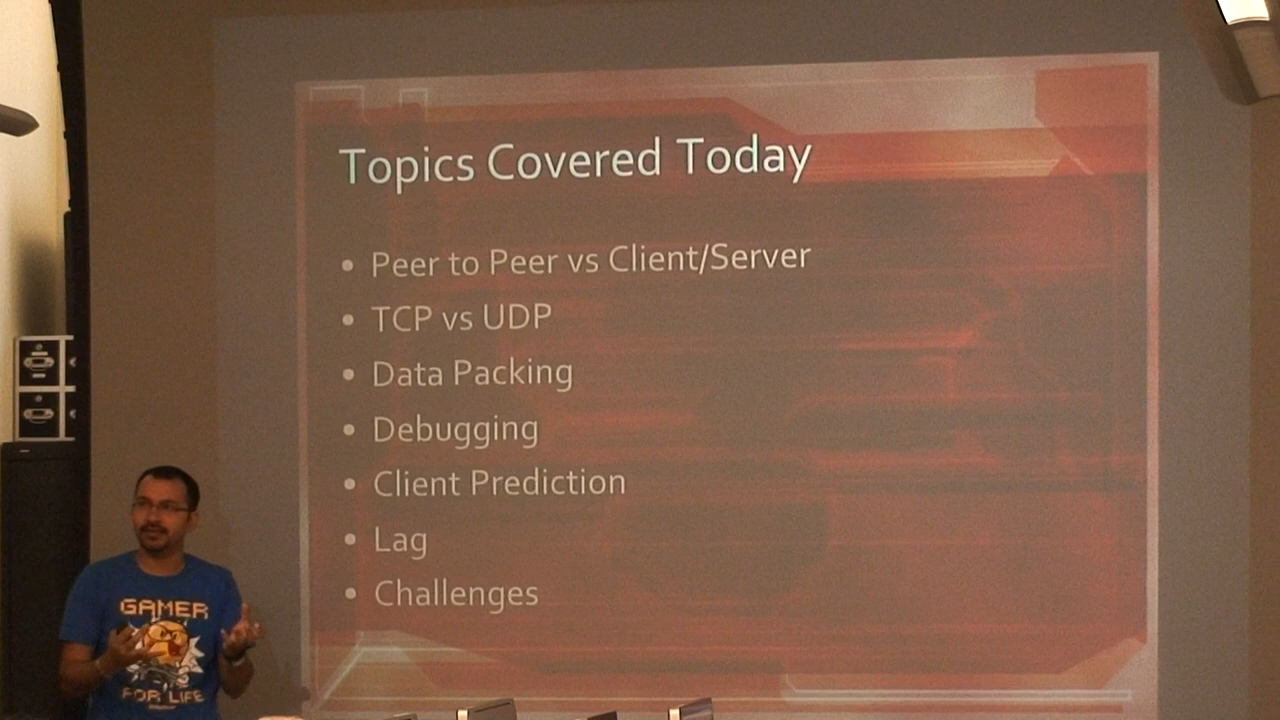 Topics Covered Today
• Peer to Peer vs Client/Server
• TCP vs UDP
• Data Packing
• Debugging
• Client Prediction
• Lag
• Challenges
GAMER
FOR LIFE